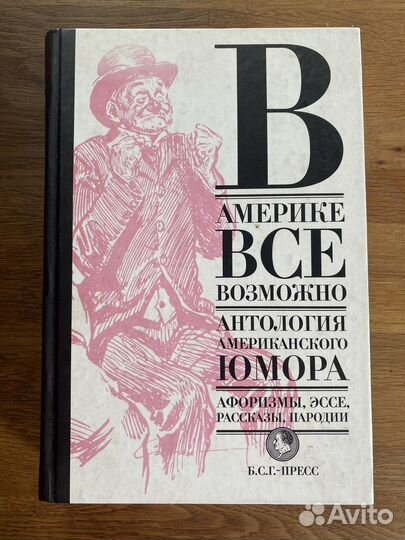 В
АМЕРИКЕ
ВСЕ
ВОЗМОЖНО
АНТОЛОГИЯ
АМЕРИКАНСКОГО
ЮМОРА
АФОРИЗМЫ, ЭССЕ,
РАССКАЗЫ, ПАРОДИИ
Б.С.Г.-ПРЕСС
Avito